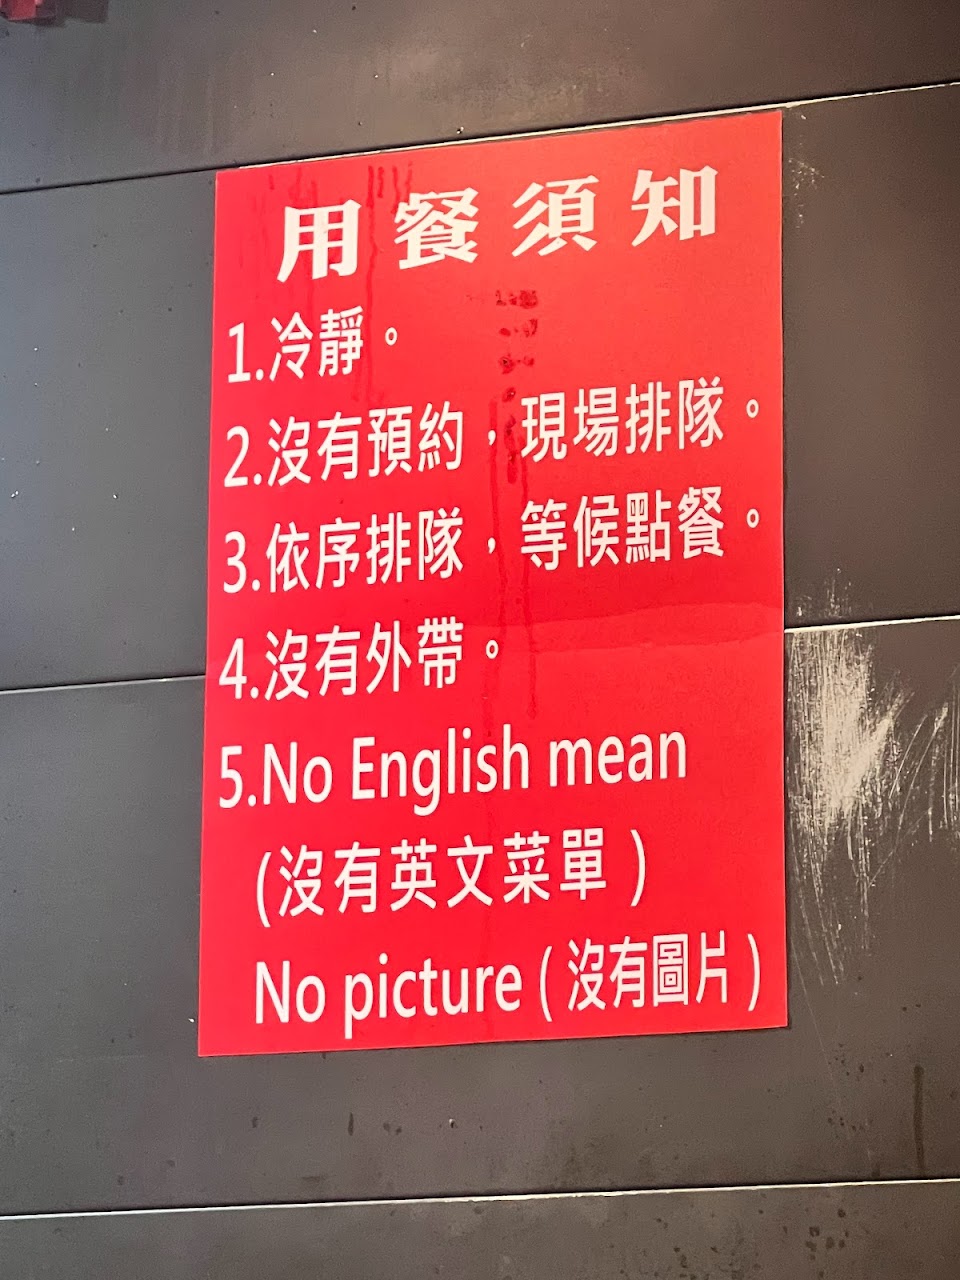 用餐須知
1.冷靜。
2.沒有預約，現場排隊。
3.依序排隊，等候點餐。
4.沒有外帶。
5.No English mean
(沒有英文菜單)
No picture (沒有圖片)